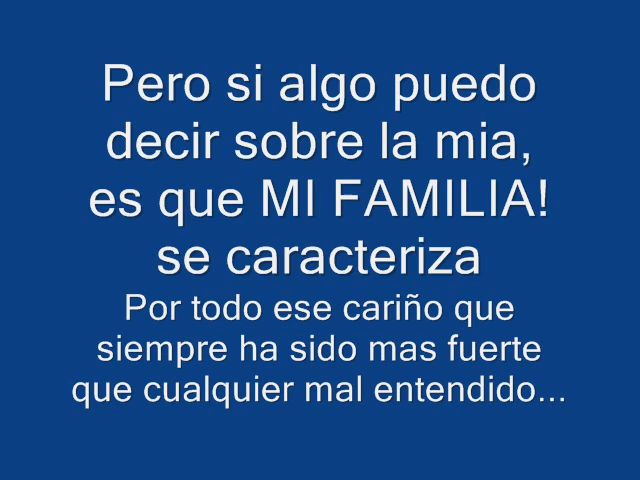 Pero si algo puedo
decir sobre la mia,
es que MI FAMILIA!
se caracteriza
Por todo ese cariño que
siempre ha sido mas fuerte
que cualquier mal entendido...